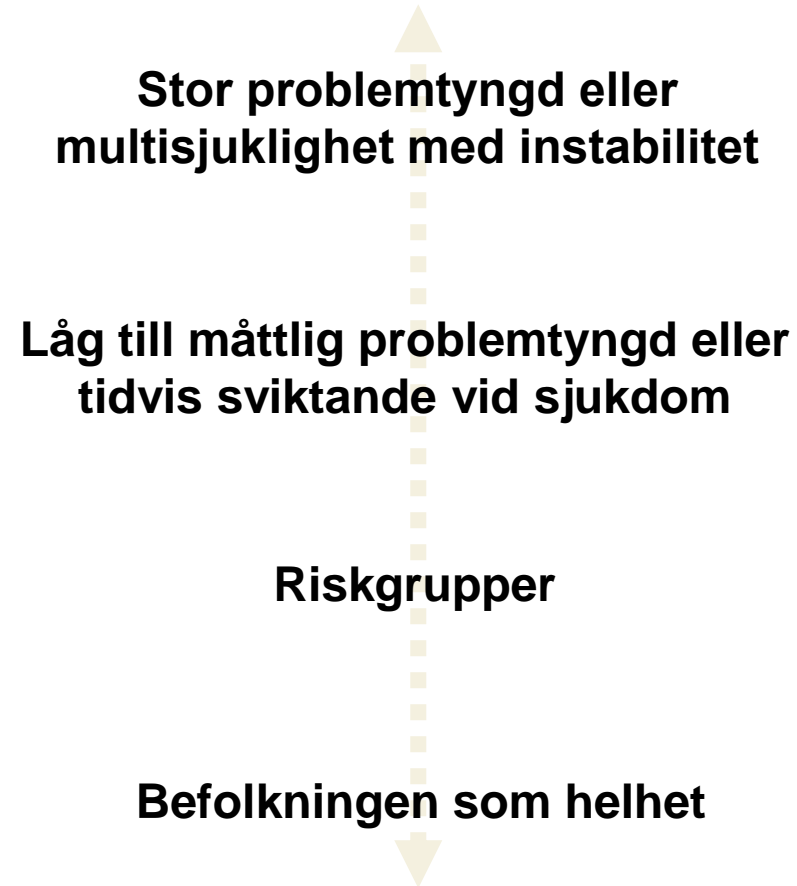 Stor problemtyngd eller
multisjuklighet med instabilitet
Låg till måttlig problemtyngd eller
tidvis sviktande vid sjukdom
Riskgrupper
Befolkningen som helhet